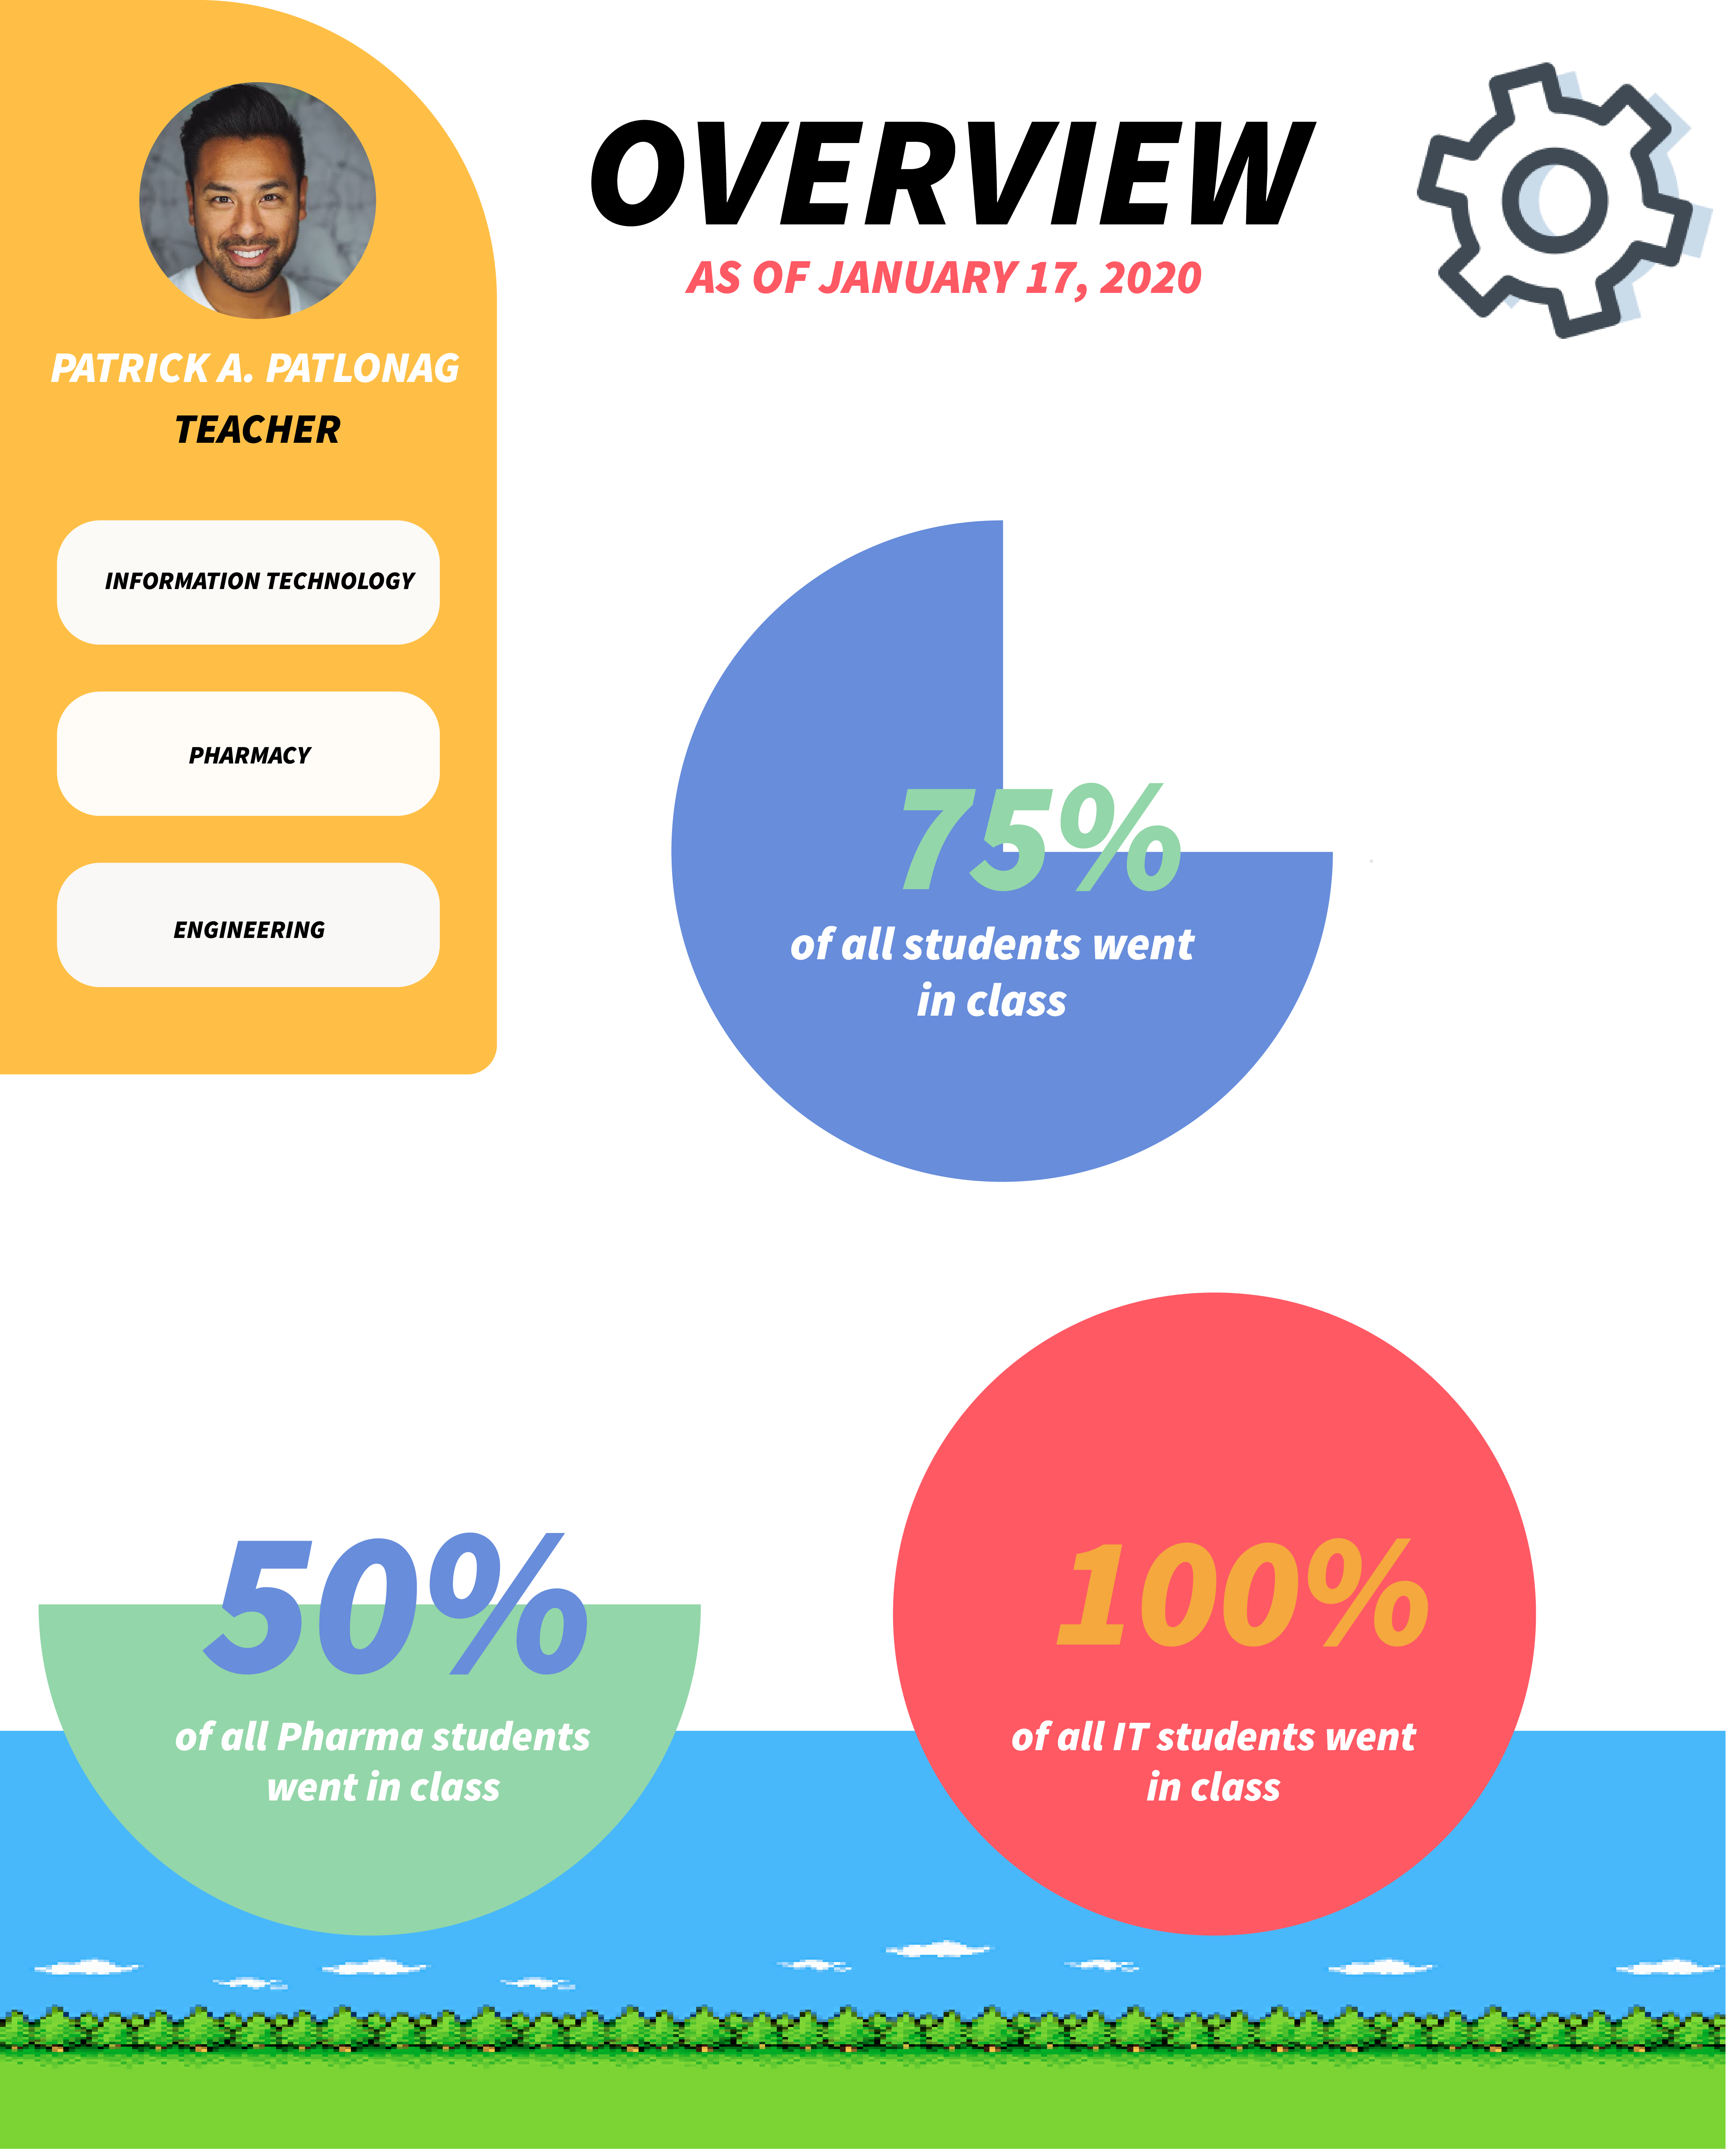 OVERVIEW
AS OF JANUARY 17, 2020
PATRICK A. PATLONAG
TEACHER
INFORMATION TECHNOLOGY
PHARMACY
ENGINEERING
75%
of all students went
in class
50%
of all Pharma students
went in class
100%
of all IT students went
in class